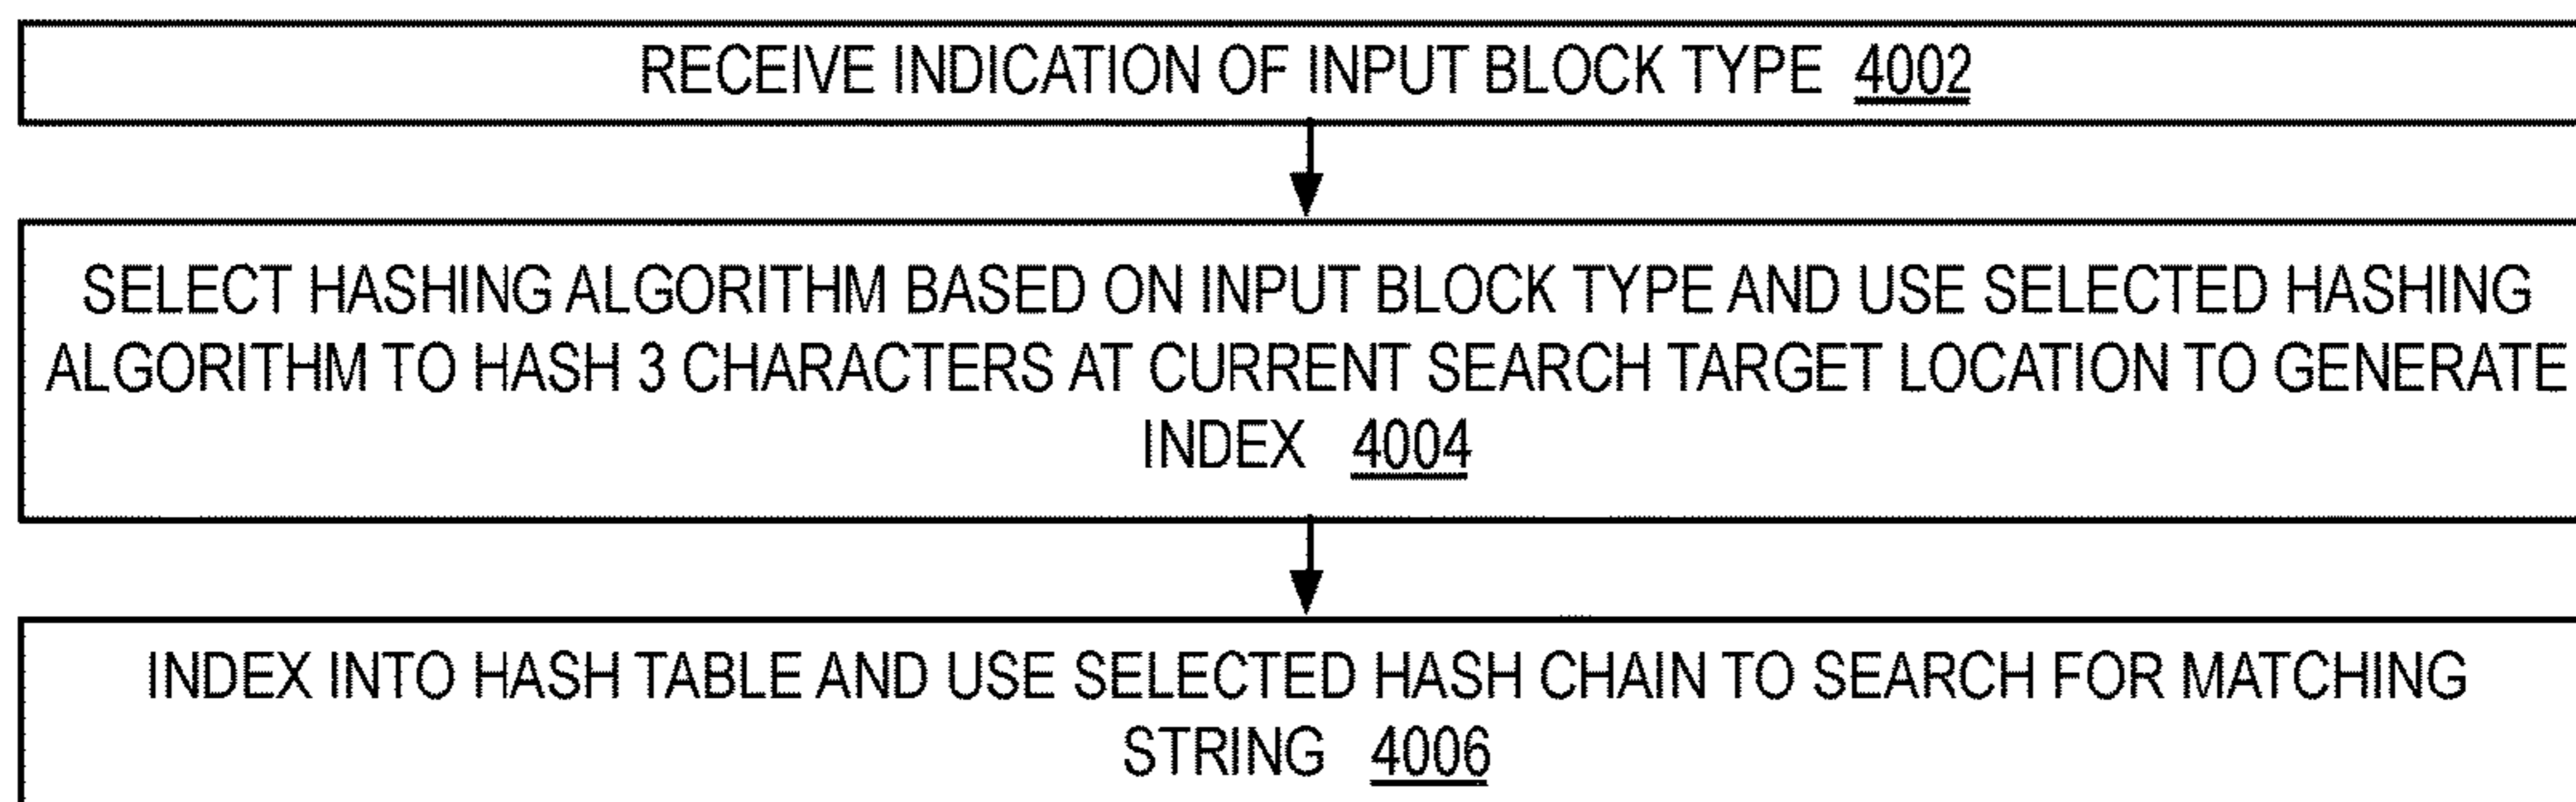 RECEIVE INDICATION OF INPUT BLOCK TYPE 4002
SELECT HASHING ALGORITHM BASED ON INPUT BLOCK TYPE AND USE SELECTED HASHING
ALGORITHM TO HASH 3 CHARACTERS AT CURRENT SEARCH TARGET LOCATION TO GENERATE
INDEX 4004
INDEX INTO HASH TABLE AND USE SELECTED HASH CHAIN TO SEARCH FOR MATCHING
STRING 4006